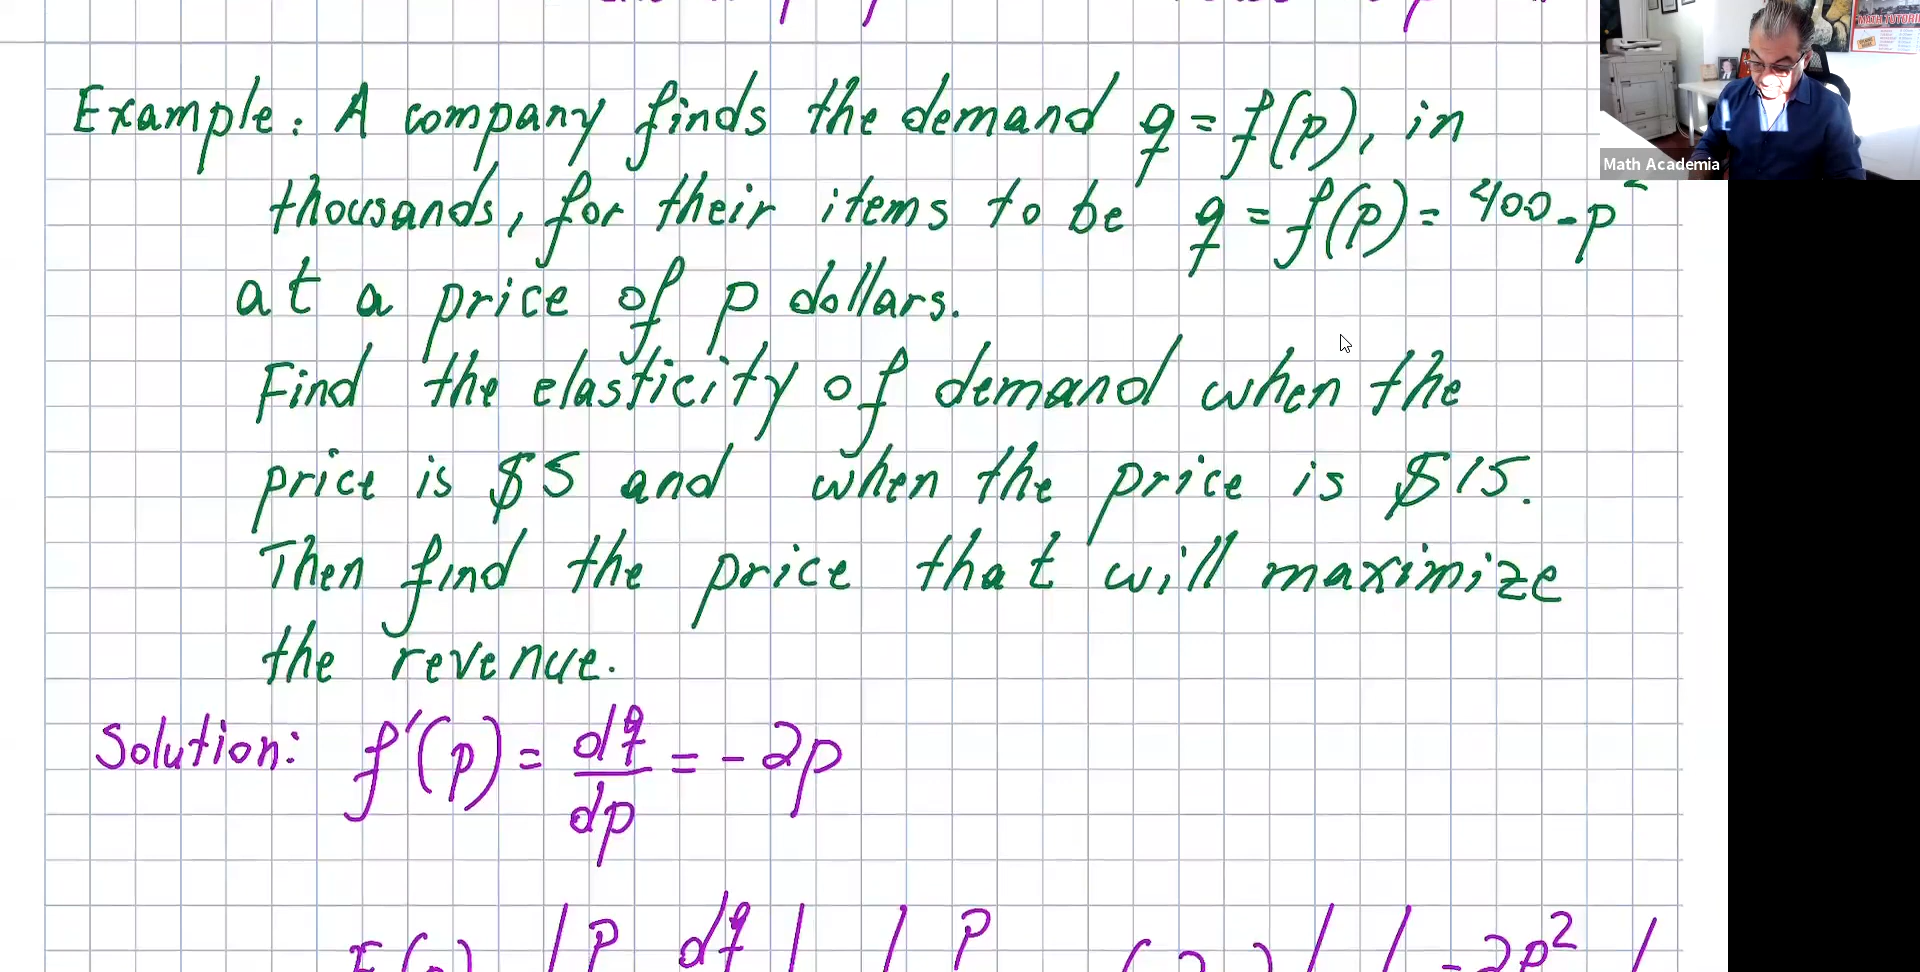 Example: A company finds the demand q = f(p), in
thousands, for their items to be q = f(p) = 400 - p²
at a price of p dollars.
Find the elasticity of demand when the
price is $5 and when the price is $15.
Then find the price that will maximize
the revenue.
Solution: f'(p) = dq/dp = -2p
Math Academia